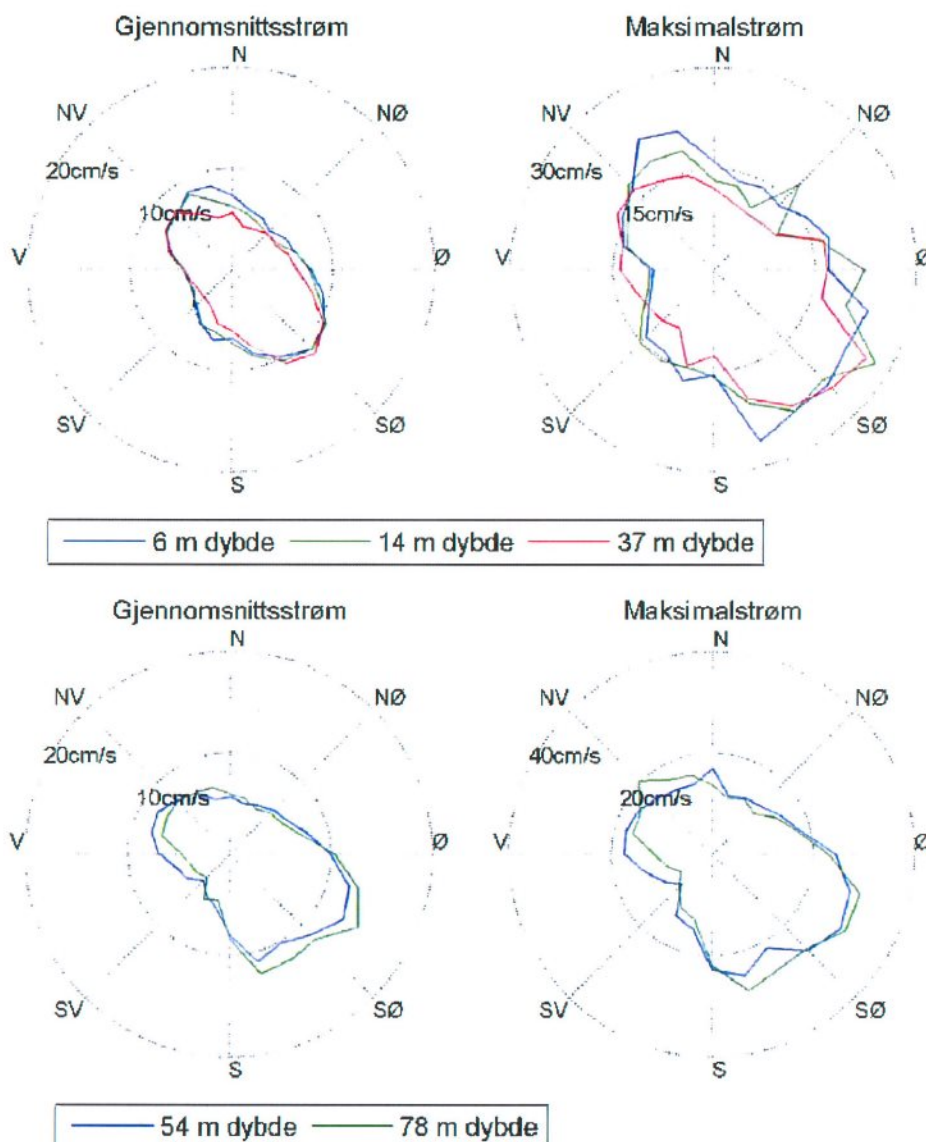 Gjennomsnittsstrøm Maksimalstrøm
N N
NV NØ NV NØ
20cm/s 30cm/s
10cm/s 15cm/s
V Ø V Ø
SV SØ SV SØ
S S
6 m dybde 14 m dybde 37 m dybde
Gjennomsnittsstrøm Maksimalstrøm
N N
NV NØ NV NØ
20cm/s 40cm/s
10cm/s 20cm/s
V Ø V Ø
SV SØ SV SØ
S S
54 m dybde 78 m dybde